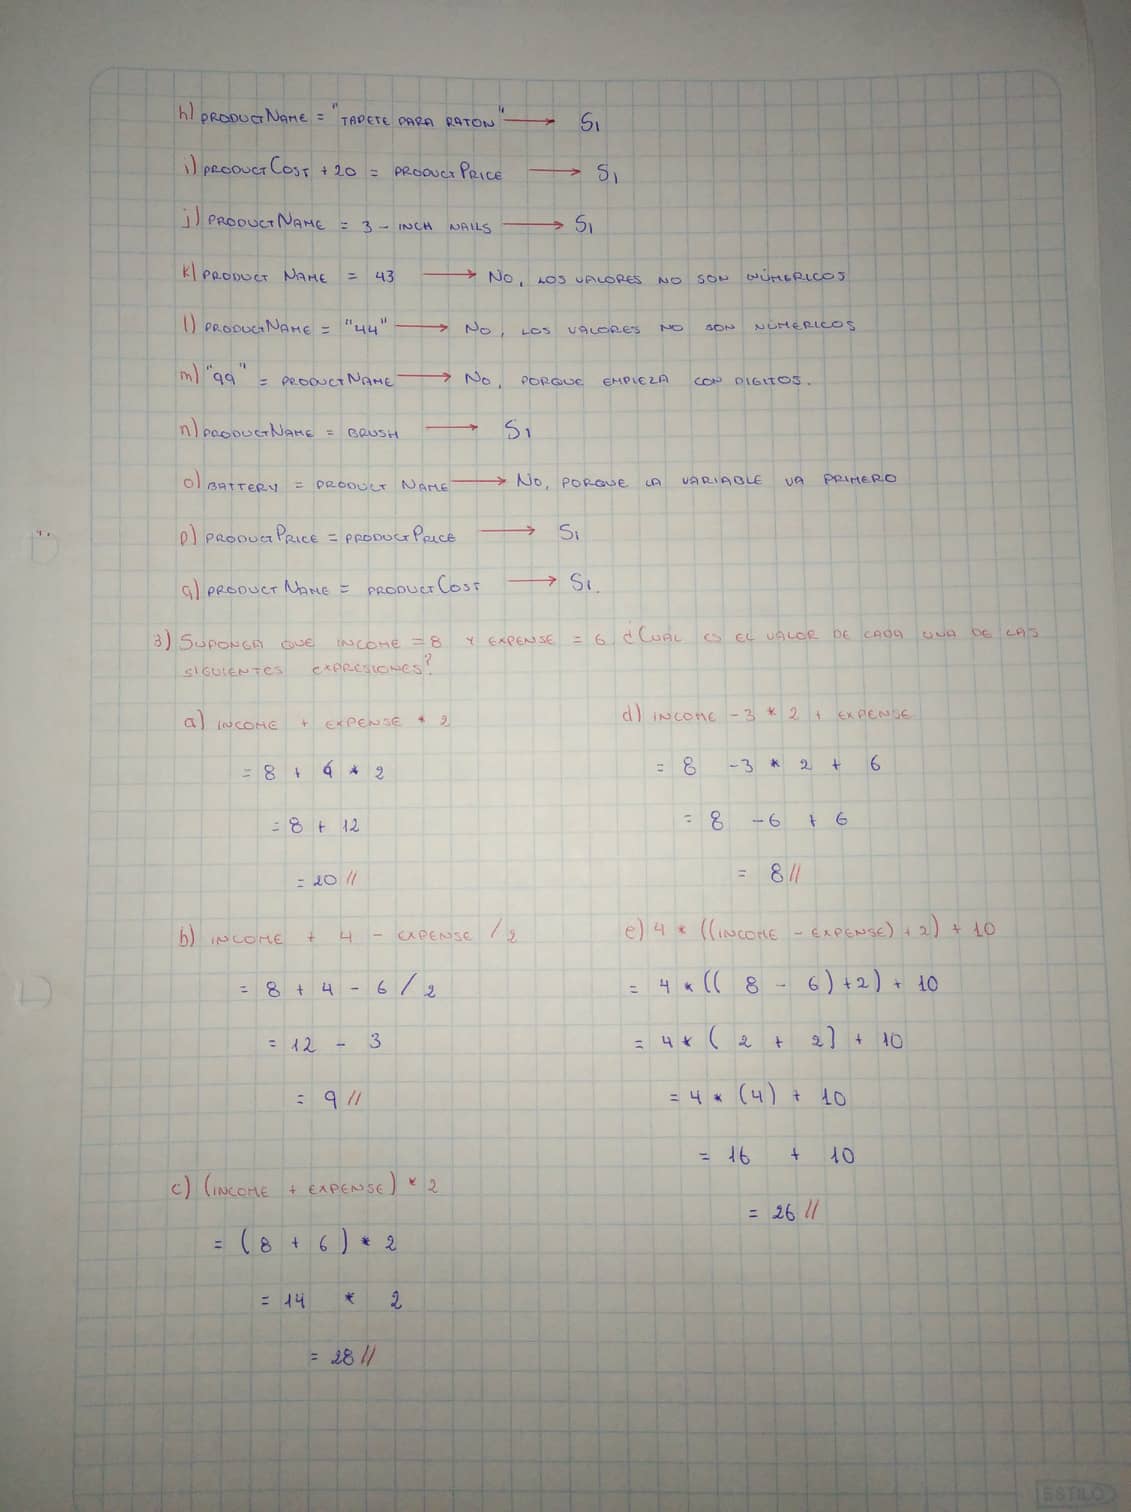 h) PRODUCTNAME = "TAPETE PARA RATON" → Si
i) PRODUCTCOST + 20 = PRODUCTPRICE → Si
j) PRODUCTNAME = 3 - INCH NAILS → Si
k) PRODUCT NAME = 43 → No, LOS VALORES NO SON NÚMERICOS
l) PRODUCTNAME = "44" → No, LOS VALORES NO SON NÚMERICOS
m) "99" = PRODUCTNAME → No, PORQUE EMPIEZA CON DIGITOS.
n) PRODUCTNAME = BRUSH → Si
o) BATTERY = PRODUCT NAME → No, PORQUE LA VARIABLE VA PRIMERO
p) PRODUCTPRICE = PRODUCTPRICE → Si
q) PRODUCTNAME = PRODUCTCOST → Si.
3) SUPONGA QUE INCOME = 8 Y EXPENSE = 6 ¿CUAL ES EL VALOR DE CADA UNA DE LAS
SIGUIENTES EXPRESIONES?
a) INCOME + EXPENSE * 2
= 8 + 6 * 2
= 8 + 12
= 20 //
b) INCOME + 4 - EXPENSE / 2
= 8 + 4 - 6 / 2
= 12 - 3
= 9 //
c) (INCOME + EXPENSE) * 2
= (8 + 6) * 2
= 14 * 2
= 28 //
d) INCOME - 3 * 2 + EXPENSE
= 8 - 3 * 2 + 6
= 8 - 6 + 6
= 8 //
e) 4 * ((INCOME - EXPENSE) + 2) + 10
= 4 * (( 8 - 6) + 2) + 10
= 4 * ( 2 + 2] + 10
= 4 * (4) + 10
= 16 + 10
= 26 //
ESTILO